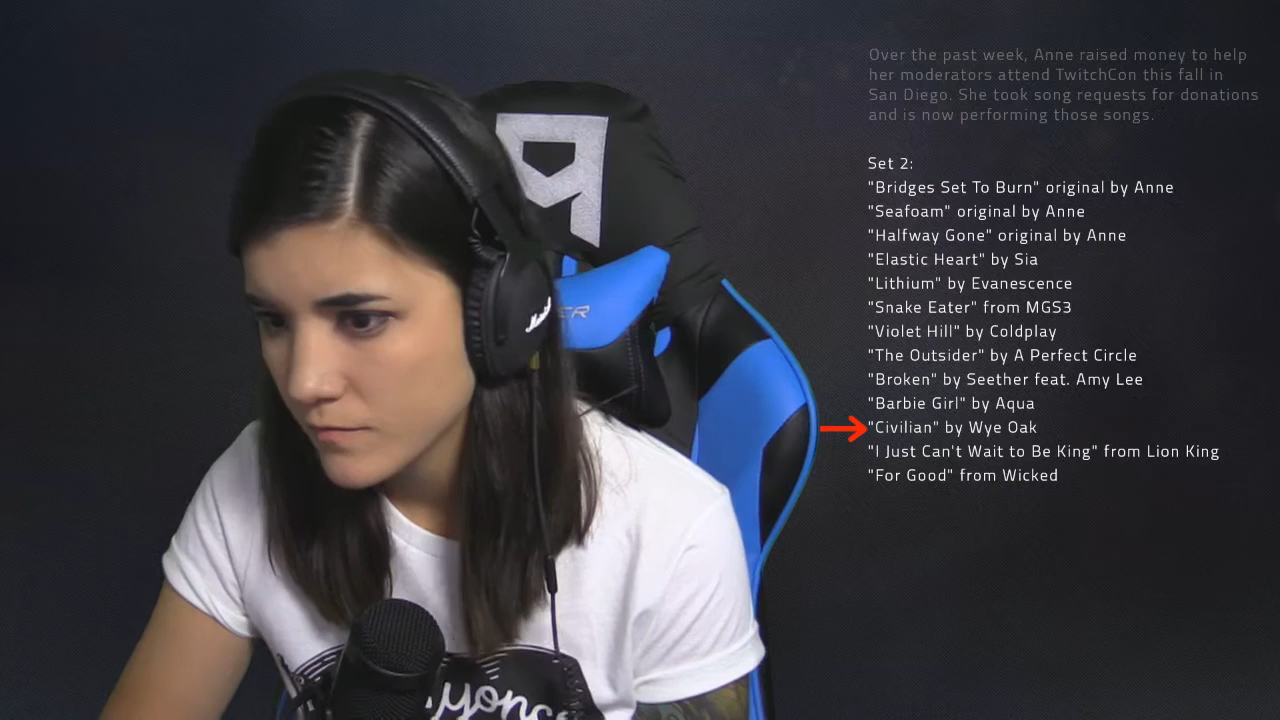 Over the past week, Anne raised money to help
her moderators attend TwitchCon this fall in
San Diego. She took song requests for donations
and is now performing those songs.
Set 2:
"Bridges Set To Burn" original by Anne
"Seafoam" original by Anne
"Halfway Gone" original by Anne
"Elastic Heart" by Sia
"Lithium" by Evanescence
"Snake Eater" from MGS3
"Violet Hill" by Coldplay
"The Outsider" by A Perfect Circle
"Broken" by Seether feat. Amy Lee
"Barbie Girl" by Aqua
"Civilian" by Wye Oak
"I Just Can't Wait to Be King" from Lion King
"For Good" from Wicked
Marshall